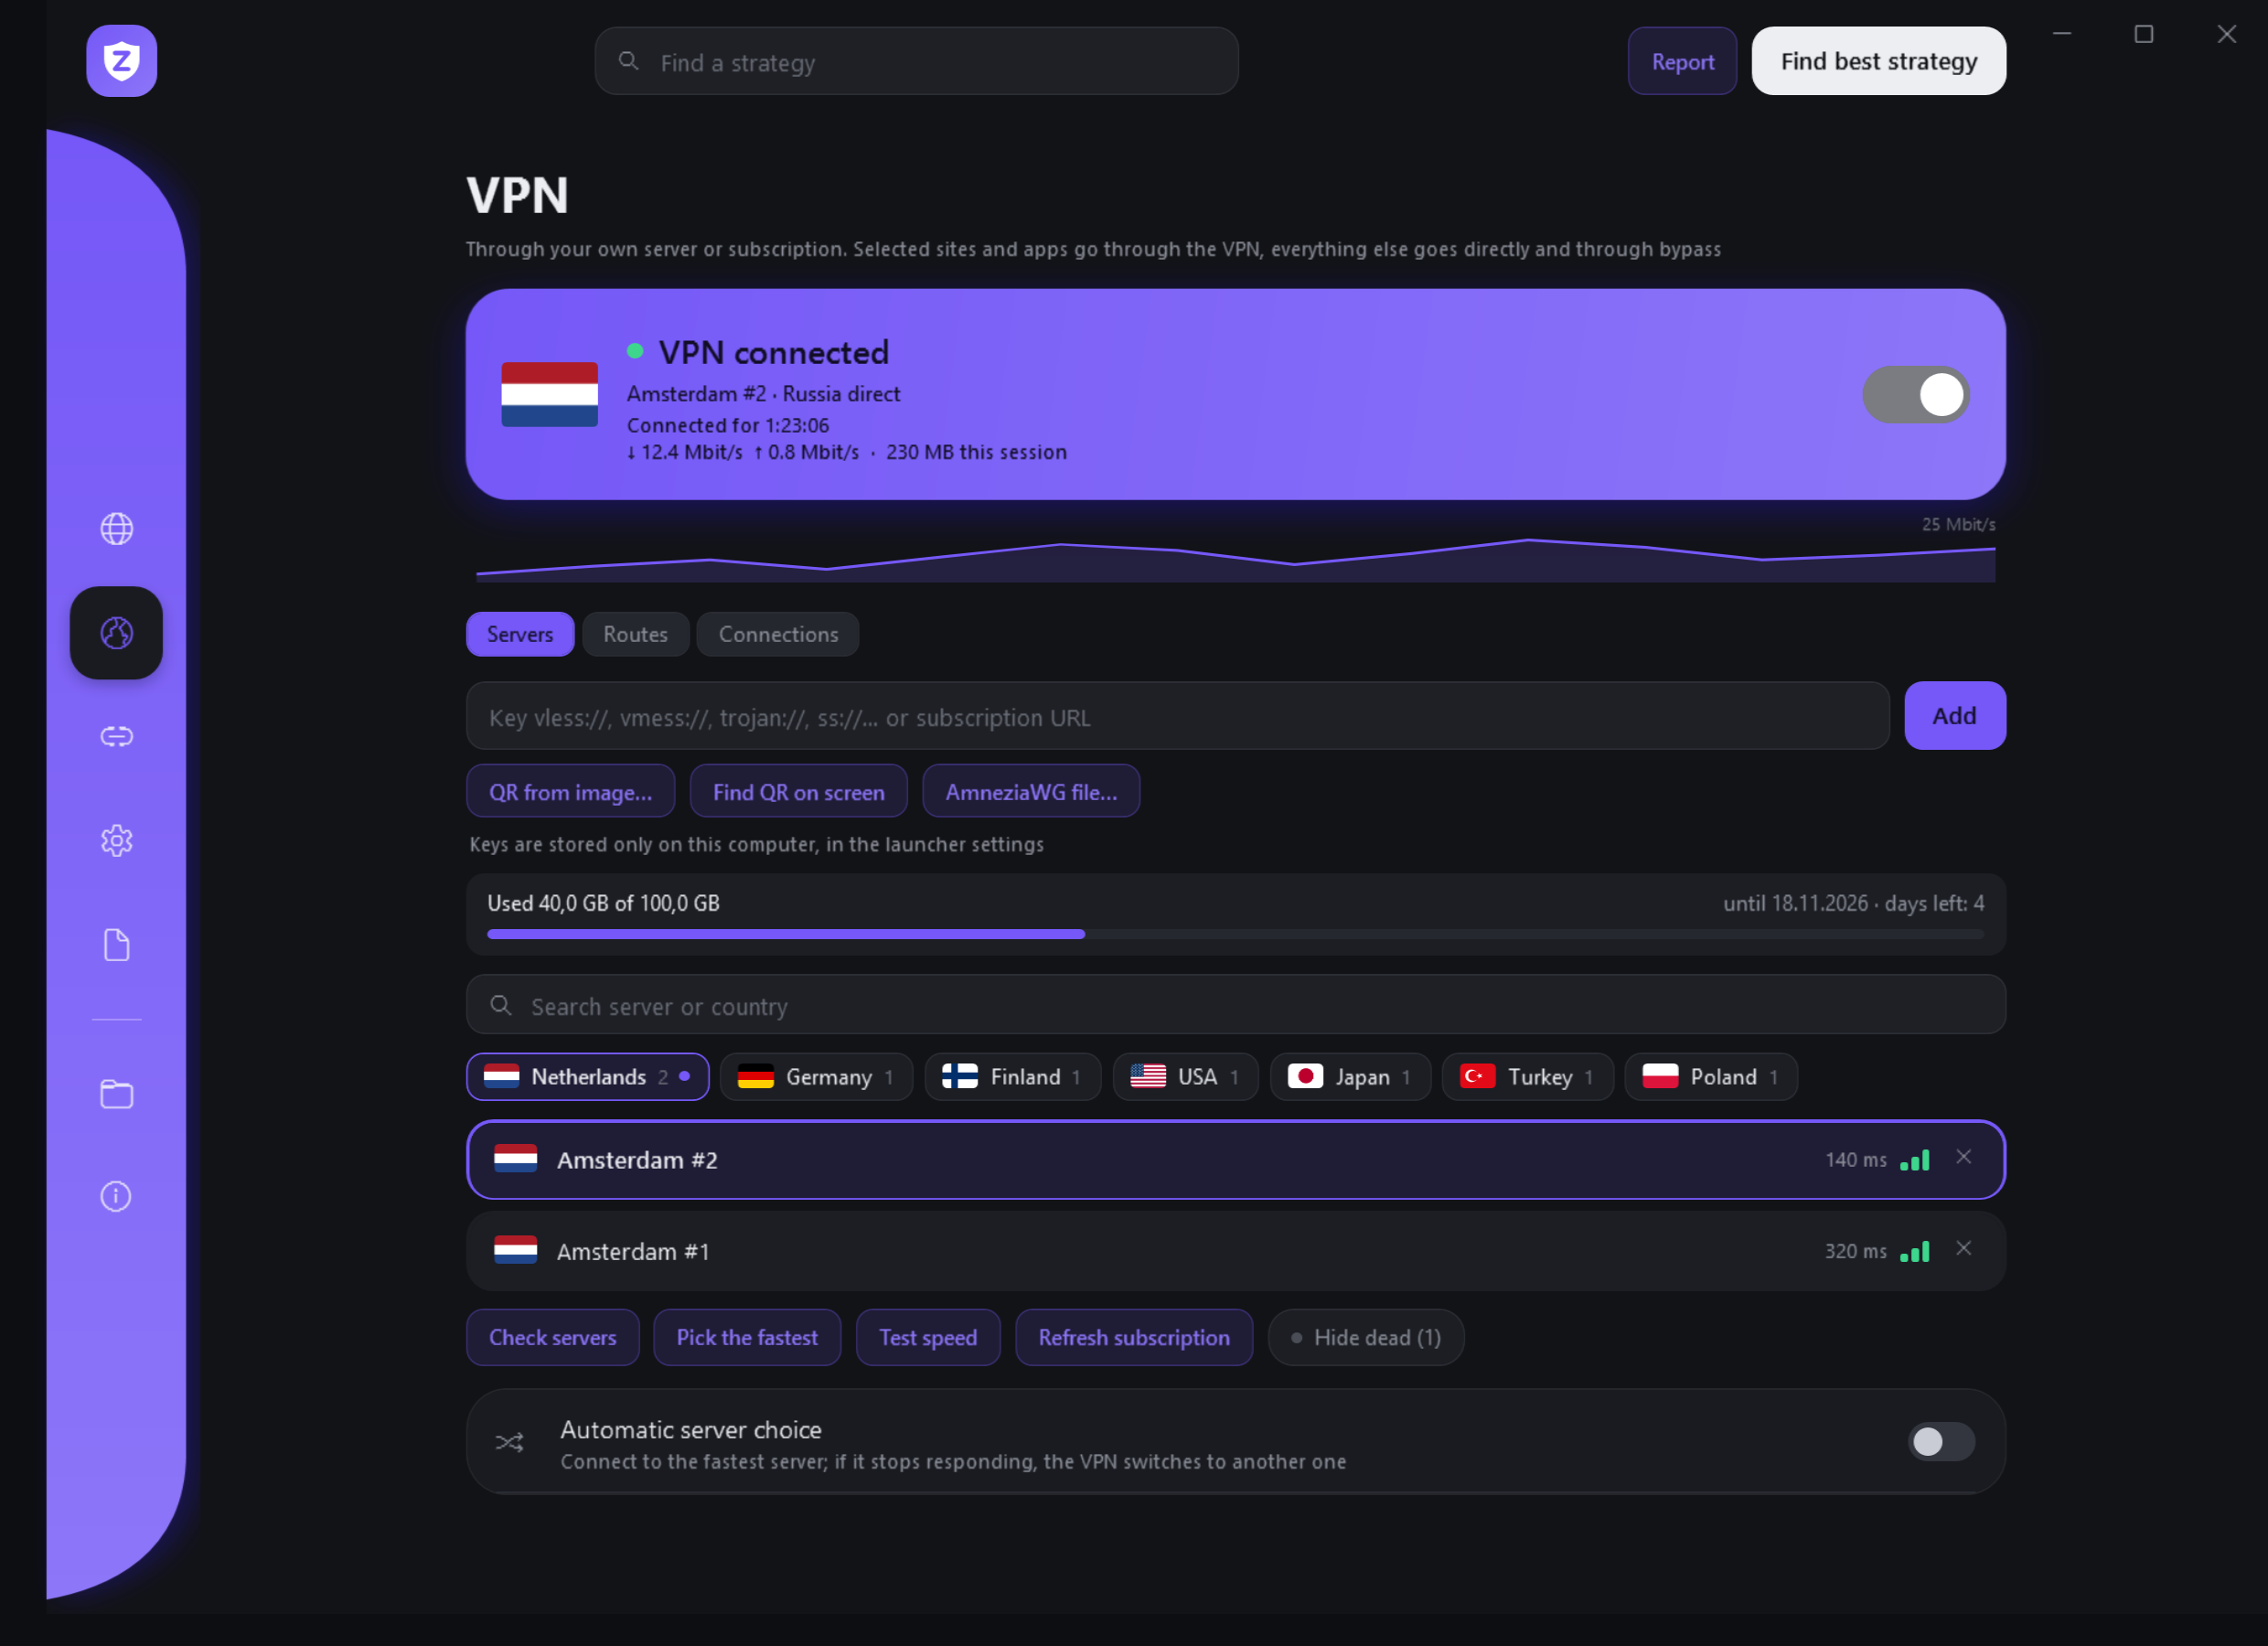 Z
Find a strategy
Report
Find best strategy
VPN
Through your own server or subscription. Selected sites and apps go through the VPN, everything else goes directly and through bypass
VPN connected
Amsterdam #2 · Russia direct
Connected for 1:23:06
↓ 12.4 Mbit/s ↑ 0.8 Mbit/s · 230 MB this session
25 Mbit/s
Servers
Routes
Connections
Key vless://, vmess://, trojan://, ss://... or subscription URL
Add
QR from image...
Find QR on screen
AmneziaWG file...
Keys are stored only on this computer, in the launcher settings
Used 40,0 GB of 100,0 GB
until 18.11.2026 · days left: 4
Search server or country
Netherlands 2
Germany 1
Finland 1
USA 1
Japan 1
Turkey 1
Poland 1
Amsterdam #2
140 ms
Amsterdam #1
320 ms
Check servers
Pick the fastest
Test speed
Refresh subscription
Hide dead (1)
Automatic server choice
Connect to the fastest server; if it stops responding, the VPN switches to another one